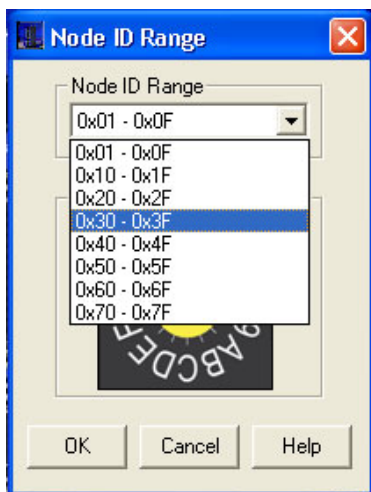 Node ID Range
Node ID Range
0x01 - 0x0F
0x01 - 0x0F
0x10 - 0x1F
0x20 - 0x2F
0x30 - 0x3F
0x40 - 0x4F
0x50 - 0x5F
0x60 - 0x6F
0x70 - 0x7F
9ABCDEF
OK
Cancel
Help